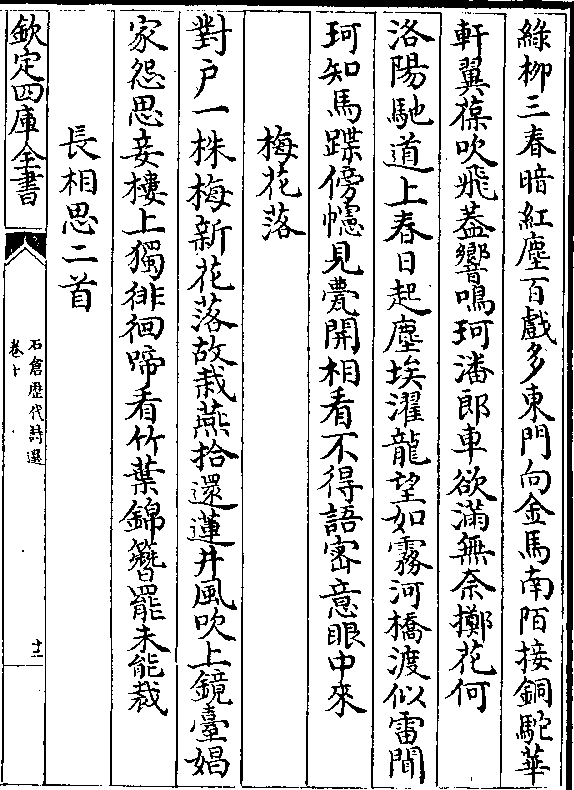 綠柳三春暗紅塵百戲多東門向金馬南陌接銅駝華
軒翼葆吹飛葢響鳴珂潘郎車欲滿無奈擲花何
洛陽馳道上春日起塵埃濯龍望如霧河橋渡似雷聞
珂知馬蹀傍幰見甍開相看不得語密意眼中來
梅花落
對戶一株梅新花落故栽燕拾還蓮井風吹上鏡臺娼
家怨思妾樓上獨徘徊啼看竹葉錦簪罷未能裁
長相思二首
欽定四庫全書
石倉歴代詩選
卷十
十二